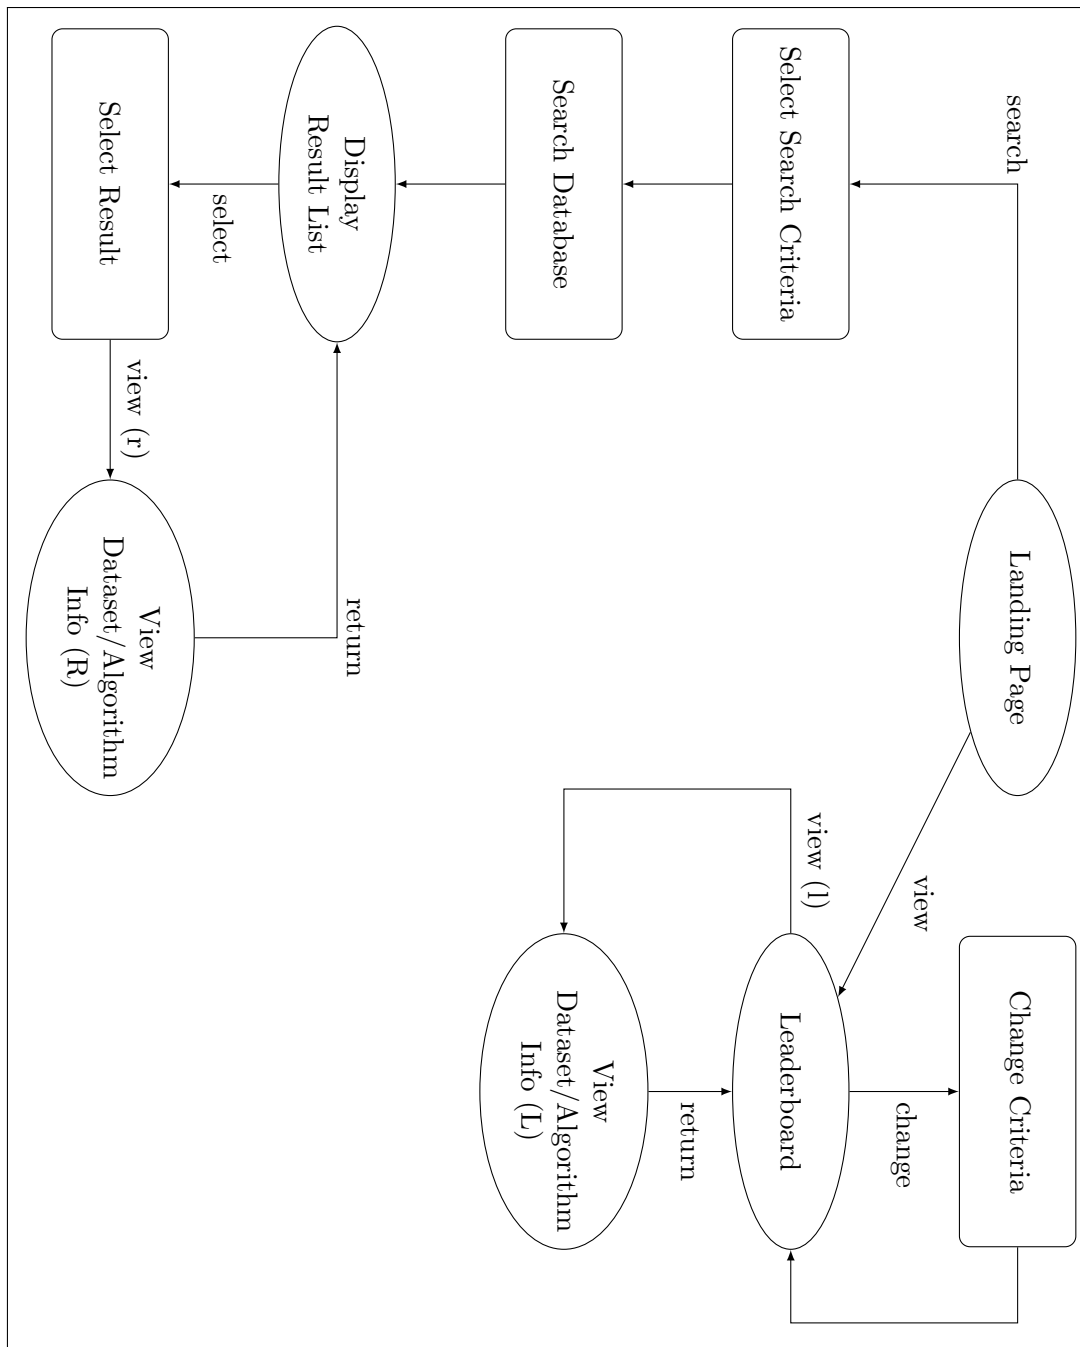 Landing Page
search
view
Select Search Criteria
Search Database
Display
Result List
select
Select Result
view (r)
View
Dataset/Algorithm
Info (R)
return
Change Criteria
change
Leaderboard
view (l)
return
View
Dataset/Algorithm
Info (L)